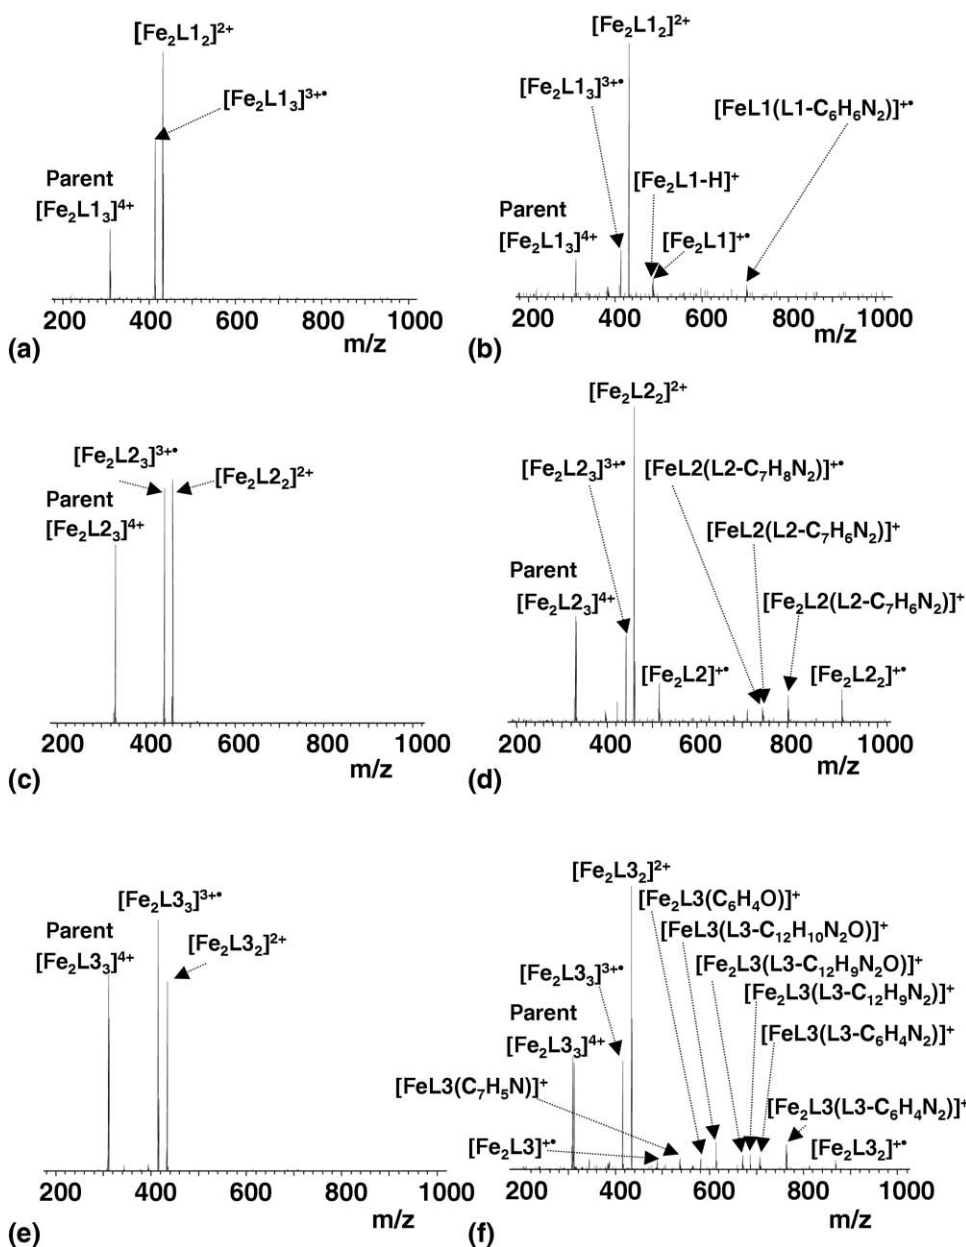 [Fe₂L1₂]²⁺
[Fe₂L1₃]³⁺•
Parent
[Fe₂L1₃]⁴⁺
200 400 600 800 1000
m/z
(a)
[Fe₂L1₂]²⁺
[Fe₂L1₃]³⁺•
[FeL1(L1-C₆H₆N₂)]⁺•
[Fe₂L1-H]⁺
Parent
[Fe₂L1₃]⁴⁺
[Fe₂L1]⁺•
200 400 600 800 1000
m/z
(b)
[Fe₂L2₃]³⁺•
[Fe₂L2₂]²⁺
Parent
[Fe₂L2₃]⁴⁺
200 400 600 800 1000
m/z
(c)
[Fe₂L2₂]²⁺
[Fe₂L2₃]³⁺•
[FeL2(L2-C₇H₈N₂)]⁺•
[FeL2(L2-C₇H₆N₂)]⁺
Parent
[Fe₂L2₃]⁴⁺
[Fe₂L2(L2-C₇H₆N₂)]⁺
[Fe₂L2]⁺•
[Fe₂L2₂]⁺•
200 400 600 800 1000
m/z
(d)
[Fe₂L3₃]³⁺•
Parent
[Fe₂L3₃]⁴⁺
[Fe₂L3₂]²⁺
200 400 600 800 1000
m/z
(e)
[Fe₂L3₂]²⁺
[Fe₂L3(C₆H₄O)]⁺
[FeL3(L3-C₁₂H₁₀N₂O)]⁺
[Fe₂L3(L3-C₁₂H₉N₂O)]⁺
[Fe₂L3₃]³⁺•
[Fe₂L3(L3-C₁₂H₉N₂)]⁺
Parent
[Fe₂L3₃]⁴⁺
[FeL3(L3-C₆H₄N₂)]⁺
[FeL3(C₇H₅N)]⁺
[Fe₂L3(L3-C₆H₄N₂)]⁺
[Fe₂L3]⁺•
[Fe₂L3₂]⁺•
200 400 600 800 1000
m/z
(f)